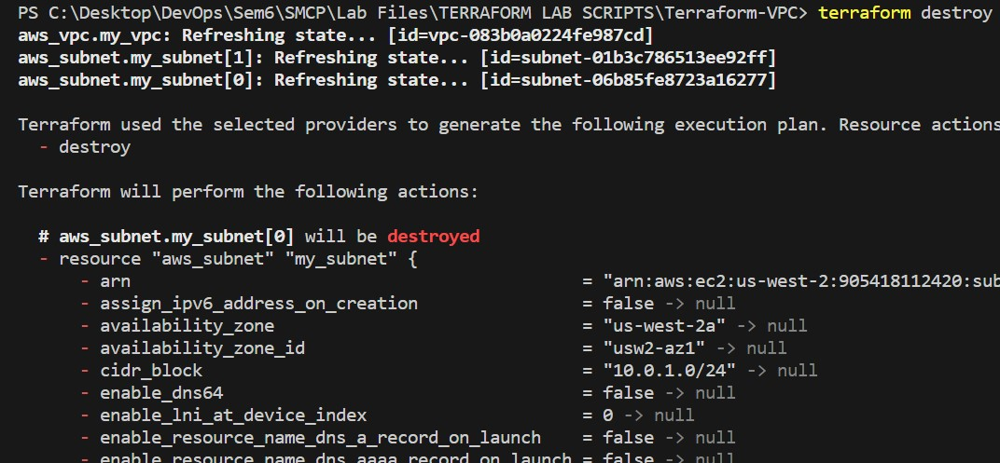 PS C:\Desktop\DevOps\Sem6\SMCP\Lab Files\TERRAFORM LAB SCRIPTS\Terraform-VPC> terraform destroy
aws_vpc.my_vpc: Refreshing state... [id=vpc-083b0a0224fe987cd]
aws_subnet.my_subnet[1]: Refreshing state... [id=subnet-01b3c786513ee92ff]
aws_subnet.my_subnet[0]: Refreshing state... [id=subnet-06b85fe8723a16277]
Terraform used the selected providers to generate the following execution plan. Resource actions
- destroy
Terraform will perform the following actions:
# aws_subnet.my_subnet[0] will be destroyed
- resource "aws_subnet" "my_subnet" {
- arn = "arn:aws:ec2:us-west-2:905418112420:sub
- assign_ipv6_address_on_creation = false -> null
- availability_zone = "us-west-2a" -> null
- availability_zone_id = "usw2-az1" -> null
- cidr_block = "10.0.1.0/24" -> null
- enable_dns64 = false -> null
- enable_lni_at_device_index = 0 -> null
- enable_resource_name_dns_a_record_on_launch = false -> null
- enable_resource_name_dns_aaaa_record_on_launch = false -> null